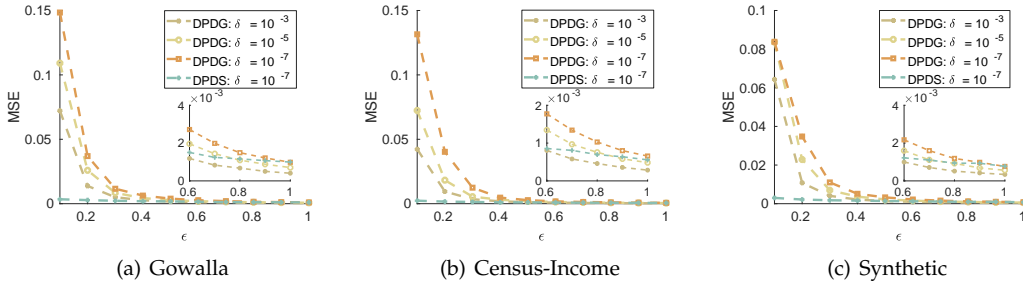 0.15
0.1
0.05
0
MSE
0.2 0.4 0.6 0.8 1
ϵ
DPDG: δ = 10 -3
DPDG: δ = 10 -5
DPDG: δ = 10 -7
DPDS: δ = 10 -7
×10 -3
4
2
0
0.6 0.8 1
(a) Gowalla
0.15
0.1
0.05
0
MSE
0.2 0.4 0.6 0.8 1
ϵ
DPDG: δ = 10 -3
DPDG: δ = 10 -5
DPDG: δ = 10 -7
DPDS: δ = 10 -7
×10 -3
2
1
0
0.6 0.8 1
(b) Census-Income
0.1
0.08
0.06
0.04
0.02
0
MSE
0.2 0.4 0.6 0.8 1
ϵ
DPDG: δ = 10 -3
DPDG: δ = 10 -5
DPDG: δ = 10 -7
DPDS: δ = 10 -7
×10 -3
4
2
0
0.6 0.8 1
(c) Synthetic